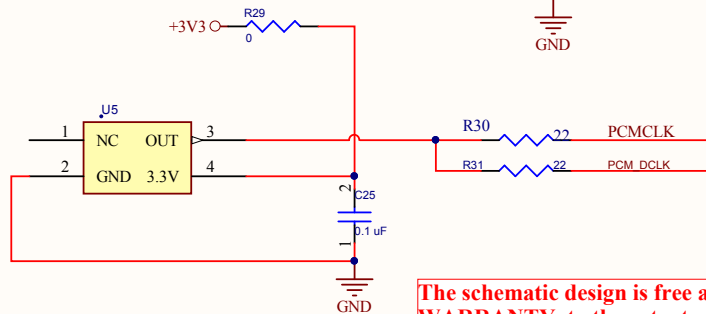 R29
+3V3
0
GND
U5
1 NC OUT 3
2 GND 3.3V 4
R30 22 PCMCLK
R31 22 PCM_DCLK
2
C25
0.1 uF
1
GND
The schematic design is free a